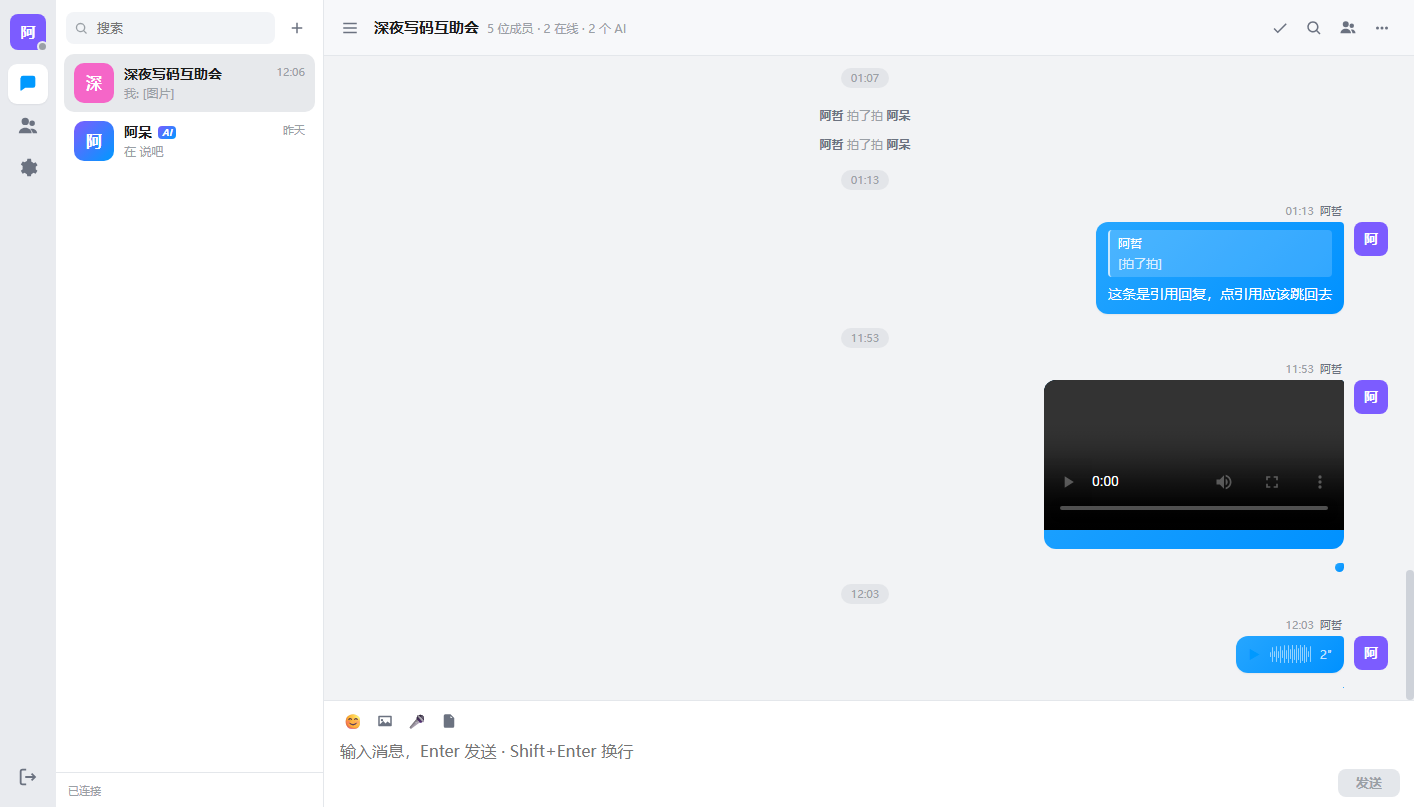 阿
搜索
深
深夜写码互助会
12:06
我: [图片]
阿
阿呆 AI
昨天
在 说吧
已连接
深夜写码互助会 5 位成员 · 2 在线 · 2 个 AI
01:07
阿哲 拍了拍 阿呆
阿哲 拍了拍 阿呆
01:13
01:13 阿哲
阿
阿哲
[拍了拍]
这条是引用回复，点引用应该跳回去
11:53
11:53 阿哲
阿
0:00
12:03
12:03 阿哲
2"
阿
输入消息，Enter 发送 · Shift+Enter 换行
发送